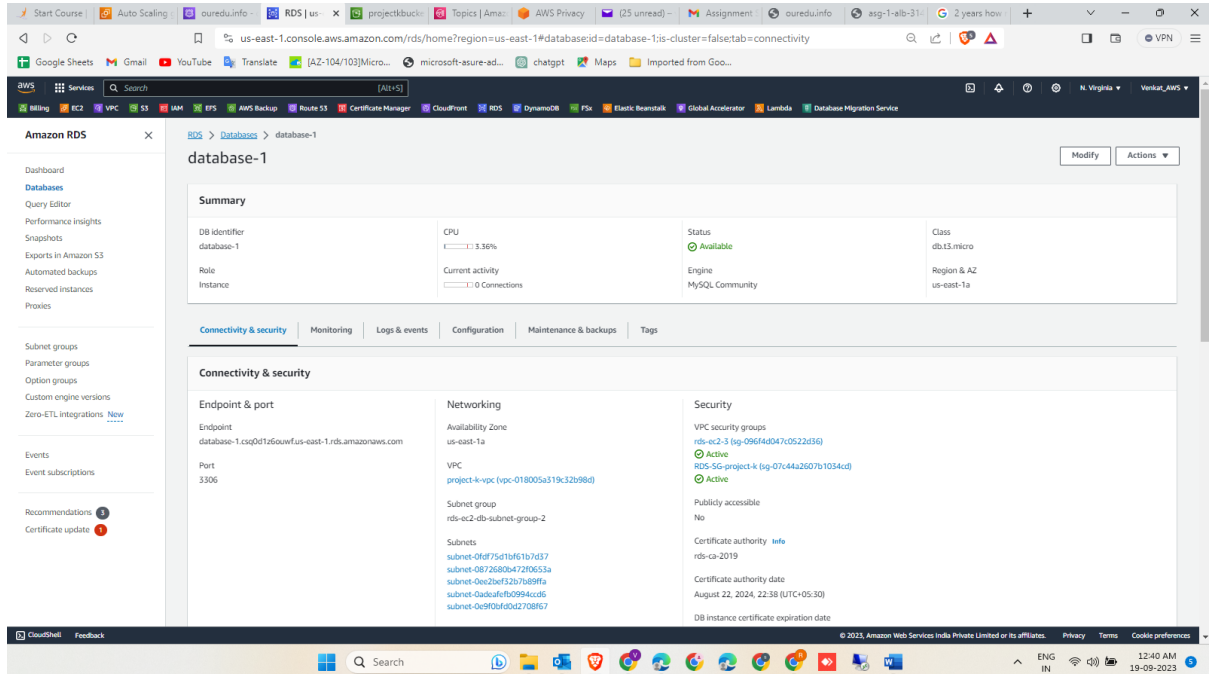 Start Course
Auto Scaling
ouredu.info -
RDS | us-
projectkbucke
Topics | Amaz
AWS Privacy
(25 unread) -
Assignment
ouredu.info
asg-1-alb-314
2 years how
us-east-1.console.aws.amazon.com/rds/home?region=us-east-1#database:id=database-1;is-cluster=false;tab=connectivity
VPN
Google Sheets
Gmail
YouTube
Translate
[AZ-104/103]Micro...
microsoft-asure-ad...
chatgpt
Maps
Imported from Goo...
aws
Services
Search
[Alt+S]
N. Virginia
Venkat_AWS
Billing
EC2
VPC
S3
IAM
EFS
AWS Backup
Route 53
Certificate Manager
CloudFront
RDS
DynamoDB
FSx
Elastic Beanstalk
Global Accelerator
Lambda
Database Migration Service
Amazon RDS
Dashboard
Databases
Query Editor
Performance insights
Snapshots
Exports in Amazon S3
Automated backups
Reserved instances
Proxies
Subnet groups
Parameter groups
Option groups
Custom engine versions
Zero-ETL integrations New
Events
Event subscriptions
Recommendations 3
Certificate update 1
RDS > Databases > database-1
database-1
Modify
Actions
Summary
DB identifier
database-1
CPU
3.36%
Status
Available
Class
db.t3.micro
Role
Instance
Current activity
0 Connections
Engine
MySQL Community
Region & AZ
us-east-1a
Connectivity & security
Monitoring
Logs & events
Configuration
Maintenance & backups
Tags
Connectivity & security
Endpoint & port
Endpoint
database-1.csq0d1z6ouwf.us-east-1.rds.amazonaws.com
Port
3306
Networking
Availability Zone
us-east-1a
VPC
project-k-vpc (vpc-018005a319c32b98d)
Subnet group
rds-ec2-db-subnet-group-2
Subnets
subnet-0fdf75d1bf61b7d37
subnet-0872680b472f0653a
subnet-0ee2bef32b7b89ffa
subnet-0adeafefb0994ccd6
subnet-0e9f0bfd0d2708f67
Security
VPC security groups
rds-ec2-3 (sg-096f4d047c0522d36)
Active
RDS-SG-project-k (sg-07c44a2607b1034cd)
Active
Publicly accessible
No
Certificate authority Info
rds-ca-2019
Certificate authority date
August 22, 2024, 22:38 (UTC+05:30)
DB instance certificate expiration date
CloudShell
Feedback
© 2023, Amazon Web Services India Private Limited or its affiliates.
Privacy
Terms
Cookie preferences
Search
ENG
IN
12:40 AM
19-09-2023
5